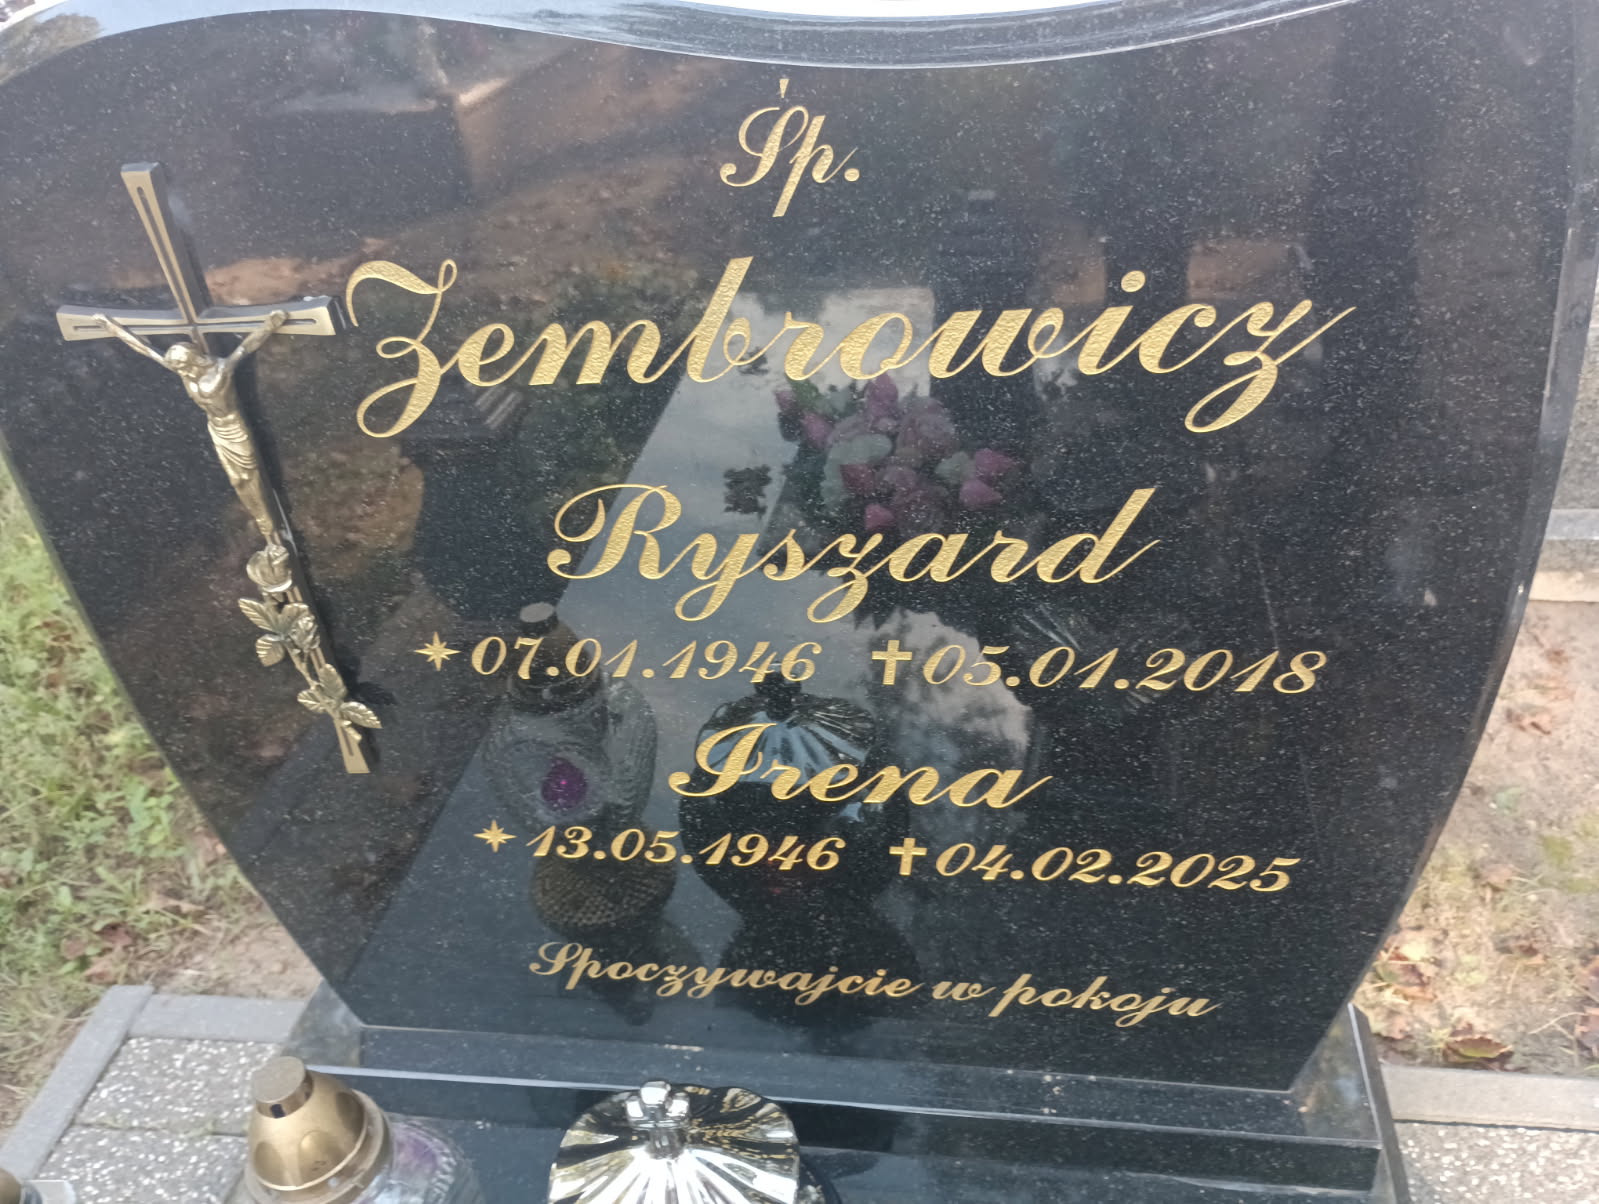 Śp.
Zembrowicz
Ryszard
✴07.01.1946 ✝05.01.2018
Irena
✴13.05.1946 ✝04.02.2025
Spoczywajcie w pokoju